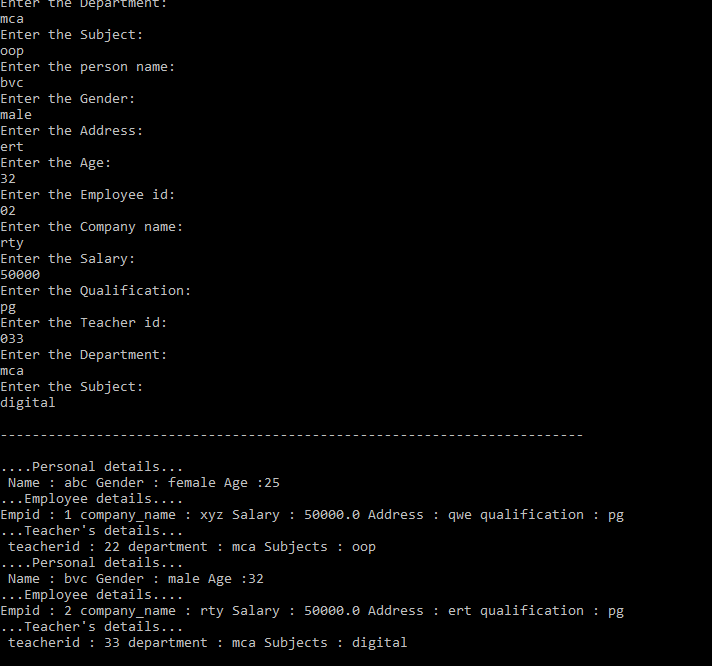 Enter the Department:
mca
Enter the Subject:
oop
Enter the person name:
bvc
Enter the Gender:
male
Enter the Address:
ert
Enter the Age:
32
Enter the Employee id:
02
Enter the Company name:
rty
Enter the Salary:
50000
Enter the Qualification:
pg
Enter the Teacher id:
033
Enter the Department:
mca
Enter the Subject:
digital
-------------------------------------------------------------------------
....Personal details...
Name : abc Gender : female Age :25
...Employee details....
Empid : 1 company_name : xyz Salary : 50000.0 Address : qwe qualification : pg
...Teacher's details...
teacherid : 22 department : mca Subjects : oop
....Personal details...
Name : bvc Gender : male Age :32
...Employee details....
Empid : 2 company_name : rty Salary : 50000.0 Address : ert qualification : pg
...Teacher's details...
teacherid : 33 department : mca Subjects : digital